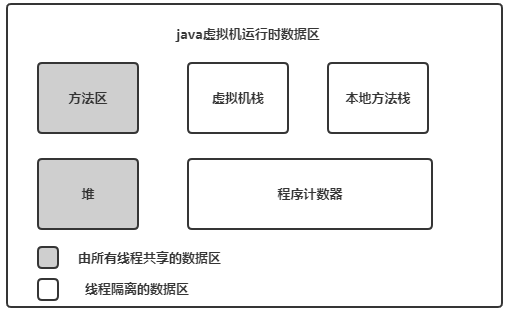 java虚拟机运行时数据区
方法区
虚拟机栈
本地方法栈
堆
程序计数器
由所有线程共享的数据区
线程隔离的数据区